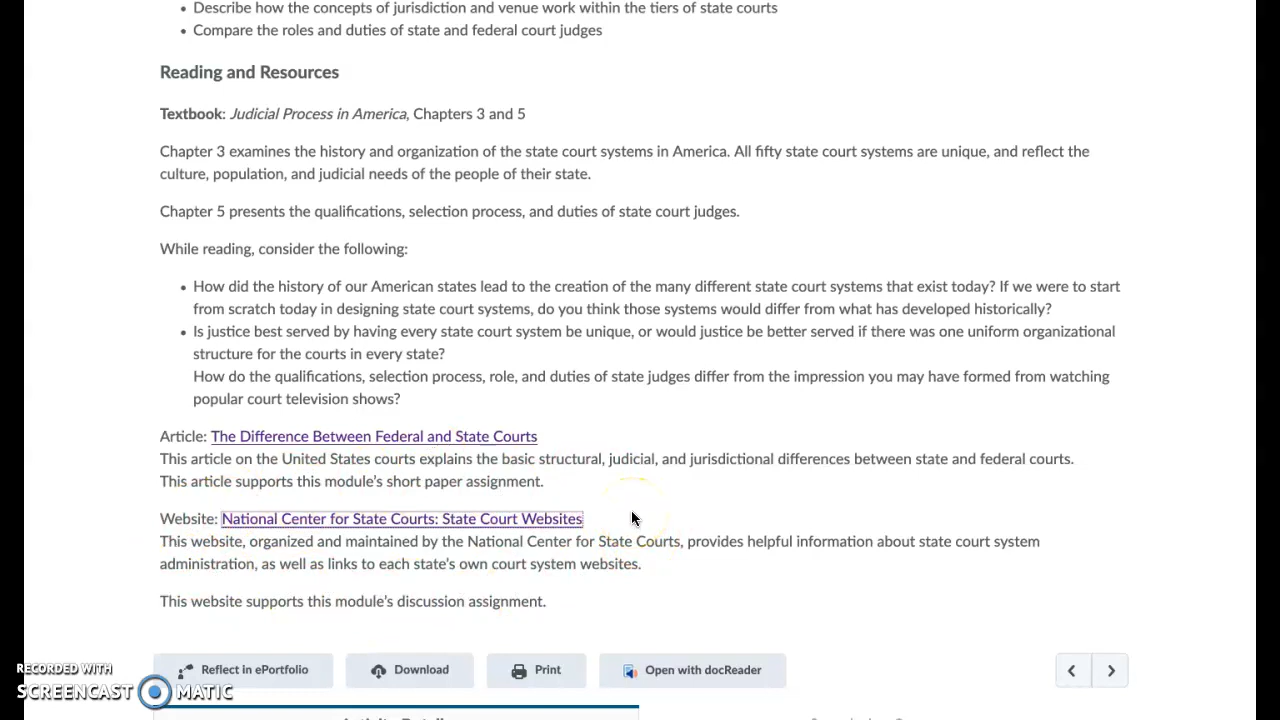 • Describe how the concepts of jurisdiction and venue work within the tiers of state courts
• Compare the roles and duties of state and federal court judges
Reading and Resources
Textbook: Judicial Process in America, Chapters 3 and 5
Chapter 3 examines the history and organization of the state court systems in America. All fifty state court systems are unique, and reflect the
culture, population, and judicial needs of the people of their state.
Chapter 5 presents the qualifications, selection process, and duties of state court judges.
While reading, consider the following:
• How did the history of our American states lead to the creation of the many different state court systems that exist today? If we were to start
from scratch today in designing state court systems, do you think those systems would differ from what has developed historically?
• Is justice best served by having every state court system be unique, or would justice be better served if there was one uniform organizational
structure for the courts in every state?
How do the qualifications, selection process, role, and duties of state judges differ from the impression you may have formed from watching
popular court television shows?
Article: The Difference Between Federal and State Courts
This article on the United States courts explains the basic structural, judicial, and jurisdictional differences between state and federal courts.
This article supports this module's short paper assignment.
Website: National Center for State Courts: State Court Websites
This website, organized and maintained by the National Center for State Courts, provides helpful information about state court system
administration, as well as links to each state's own court system websites.
This website supports this module's discussion assignment.
Reflect in ePortfolio
Download
Print
Open with docReader
RECORDED WITH
SCREENCAST MATIC